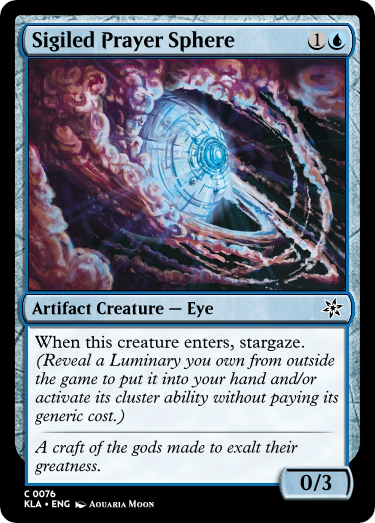 Sigiled Prayer Sphere 1
Artifact Creature — Eye
When this creature enters, stargaze.
(Reveal a Luminary you own from outside
the game to put it into your hand and/or
activate its cluster ability without paying its
generic cost.)
A craft of the gods made to exalt their
greatness.
0/3
C 0076
KLA • ENG Aquaria Moon